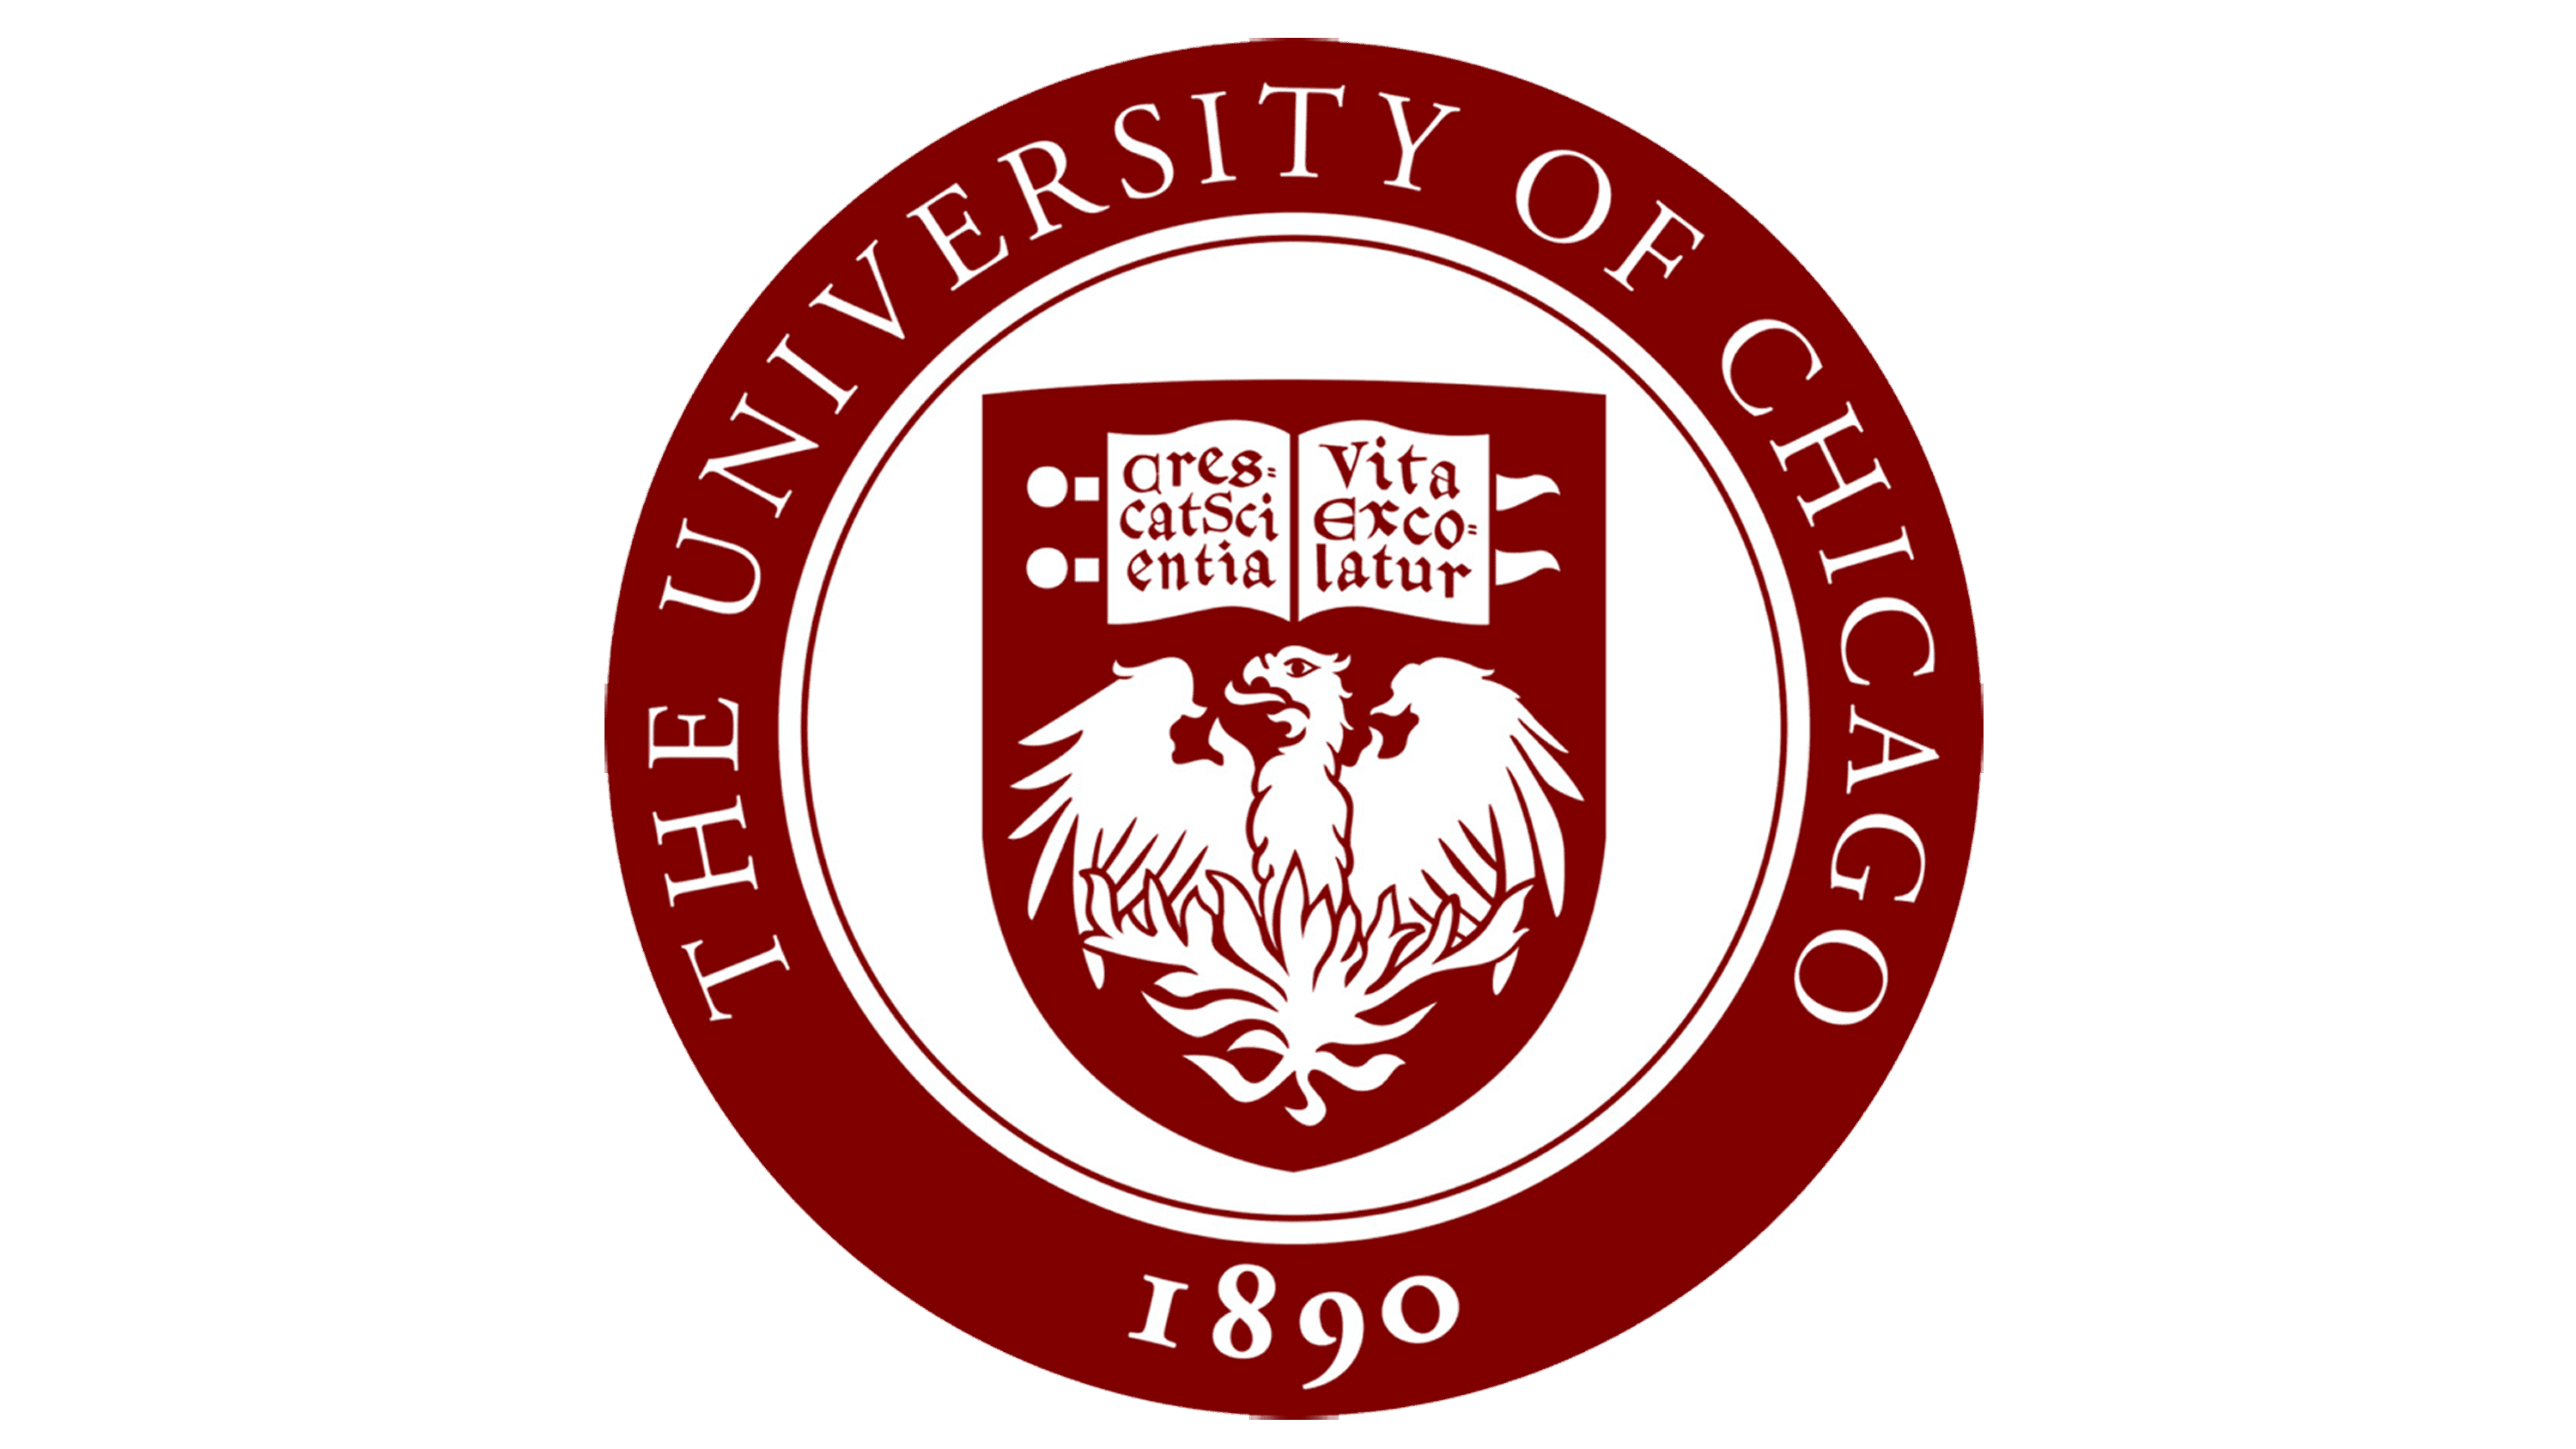 THE UNIVERSITY OF CHICAGO
Cres=
catSci
entia
Vita
Exco=
latur
1890